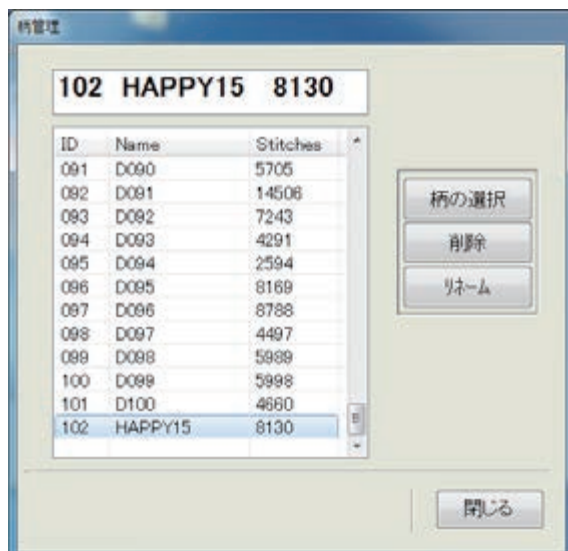 柄管理
102 HAPPY15 8130
ID Name Stitches
091 D090 5705
092 D091 14506
093 D092 7243
094 D093 4291
095 D094 2594
096 D095 8169
097 D096 8788
098 D097 4497
099 D098 5989
100 D099 5998
101 D100 4660
102 HAPPY15 8130
柄の選択
削除
リネーム
閉じる